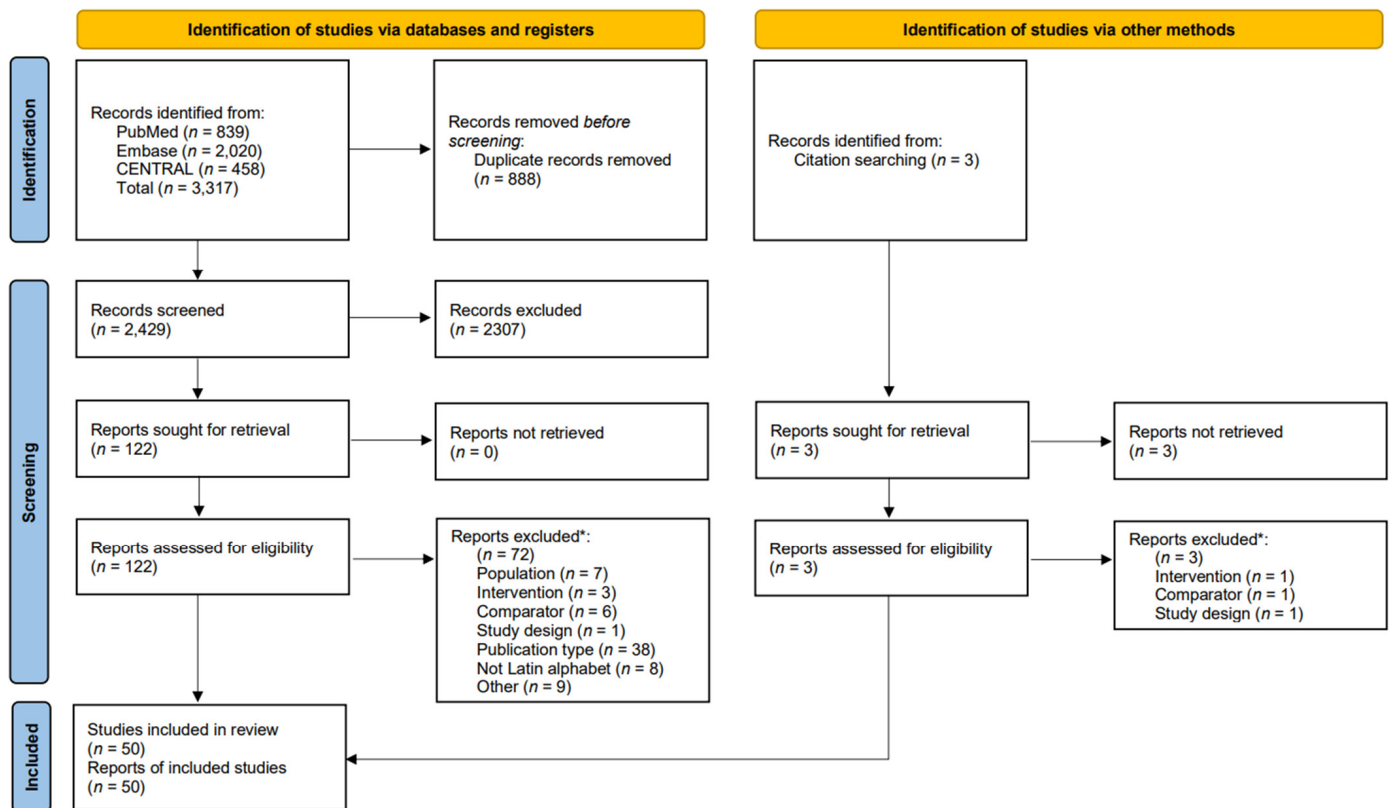 Identification of studies via databases and registers
Identification of studies via other methods
Identification
Records identified from:
PubMed (n = 839)
Embase (n = 2,020)
CENTRAL (n = 458)
Total (n = 3,317)
Records removed before
screening:
Duplicate records removed
(n = 888)
Records identified from:
Citation searching (n = 3)
Screening
Records screened
(n = 2,429)
Records excluded
(n = 2307)
Reports sought for retrieval
(n = 122)
Reports not retrieved
(n = 0)
Reports sought for retrieval
(n = 3)
Reports not retrieved
(n = 3)
Reports assessed for eligibility
(n = 122)
Reports excluded*:
(n = 72)
Population (n = 7)
Intervention (n = 3)
Comparator (n = 6)
Study design (n = 1)
Publication type (n = 38)
Not Latin alphabet (n = 8)
Other (n = 9)
Reports assessed for eligibility
(n = 3)
Reports excluded*:
(n = 3)
Intervention (n = 1)
Comparator (n = 1)
Study design (n = 1)
Included
Studies included in review
(n = 50)
Reports of included studies
(n = 50)